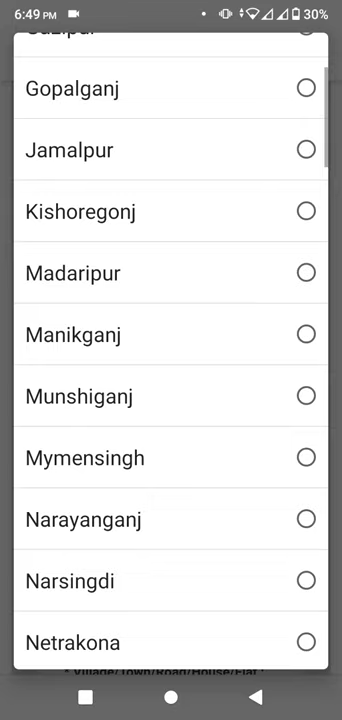 6:49 PM
30%
Gopalganj
Jamalpur
Kishoregonj
Madaripur
Manikganj
Munshiganj
Mymensingh
Narayanganj
Narsingdi
Netrakona